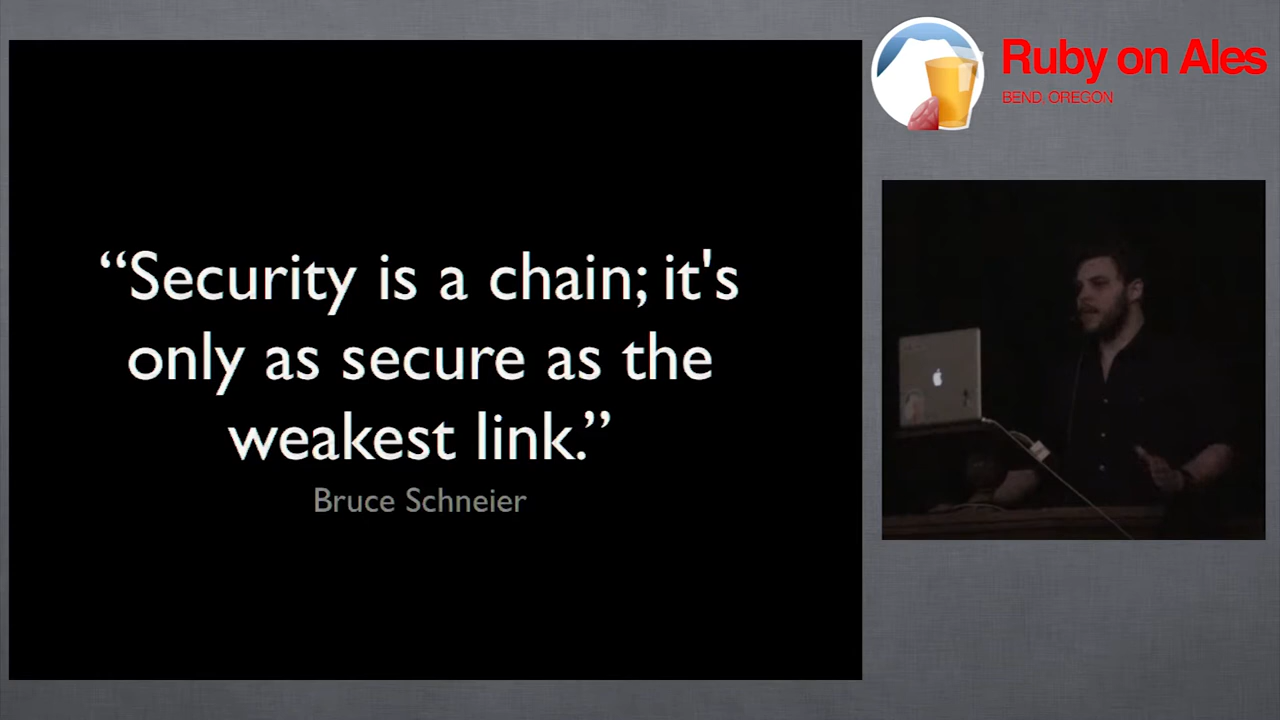 Ruby on Ales
BEND, OREGON
“Security is a chain; it's
only as secure as the
weakest link.”
Bruce Schneier